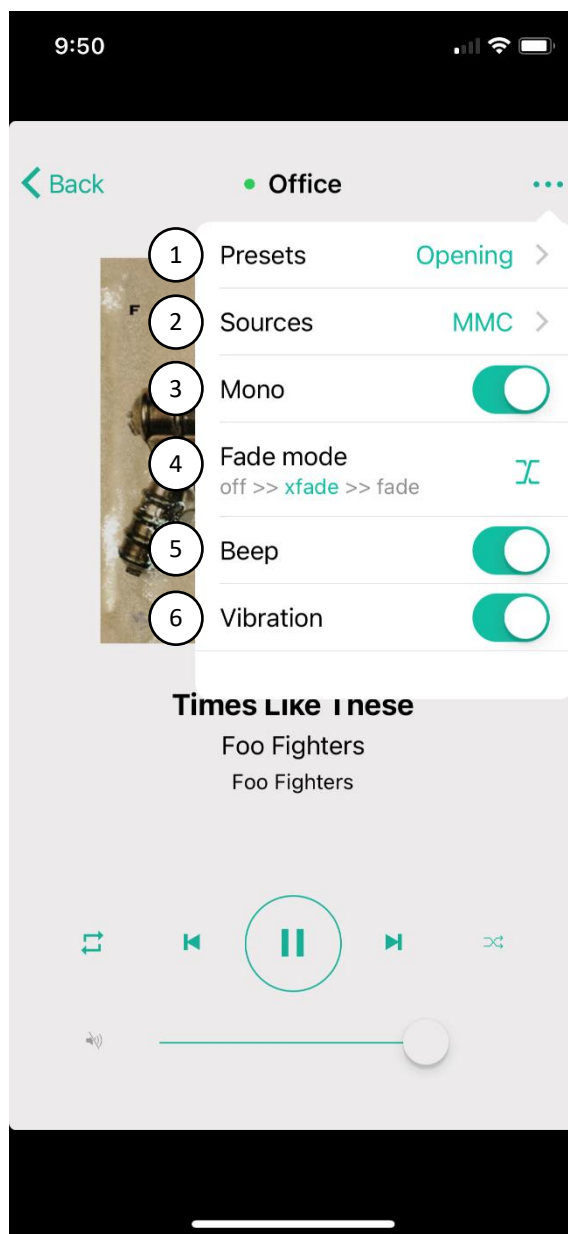 9:50
Back
Office
1 Presets Opening
2 Sources MMC
F
3 Mono
4 Fade mode
off >> xfade >> fade
5 Beep
6 Vibration
Times Like These
Foo Fighters
Foo Fighters